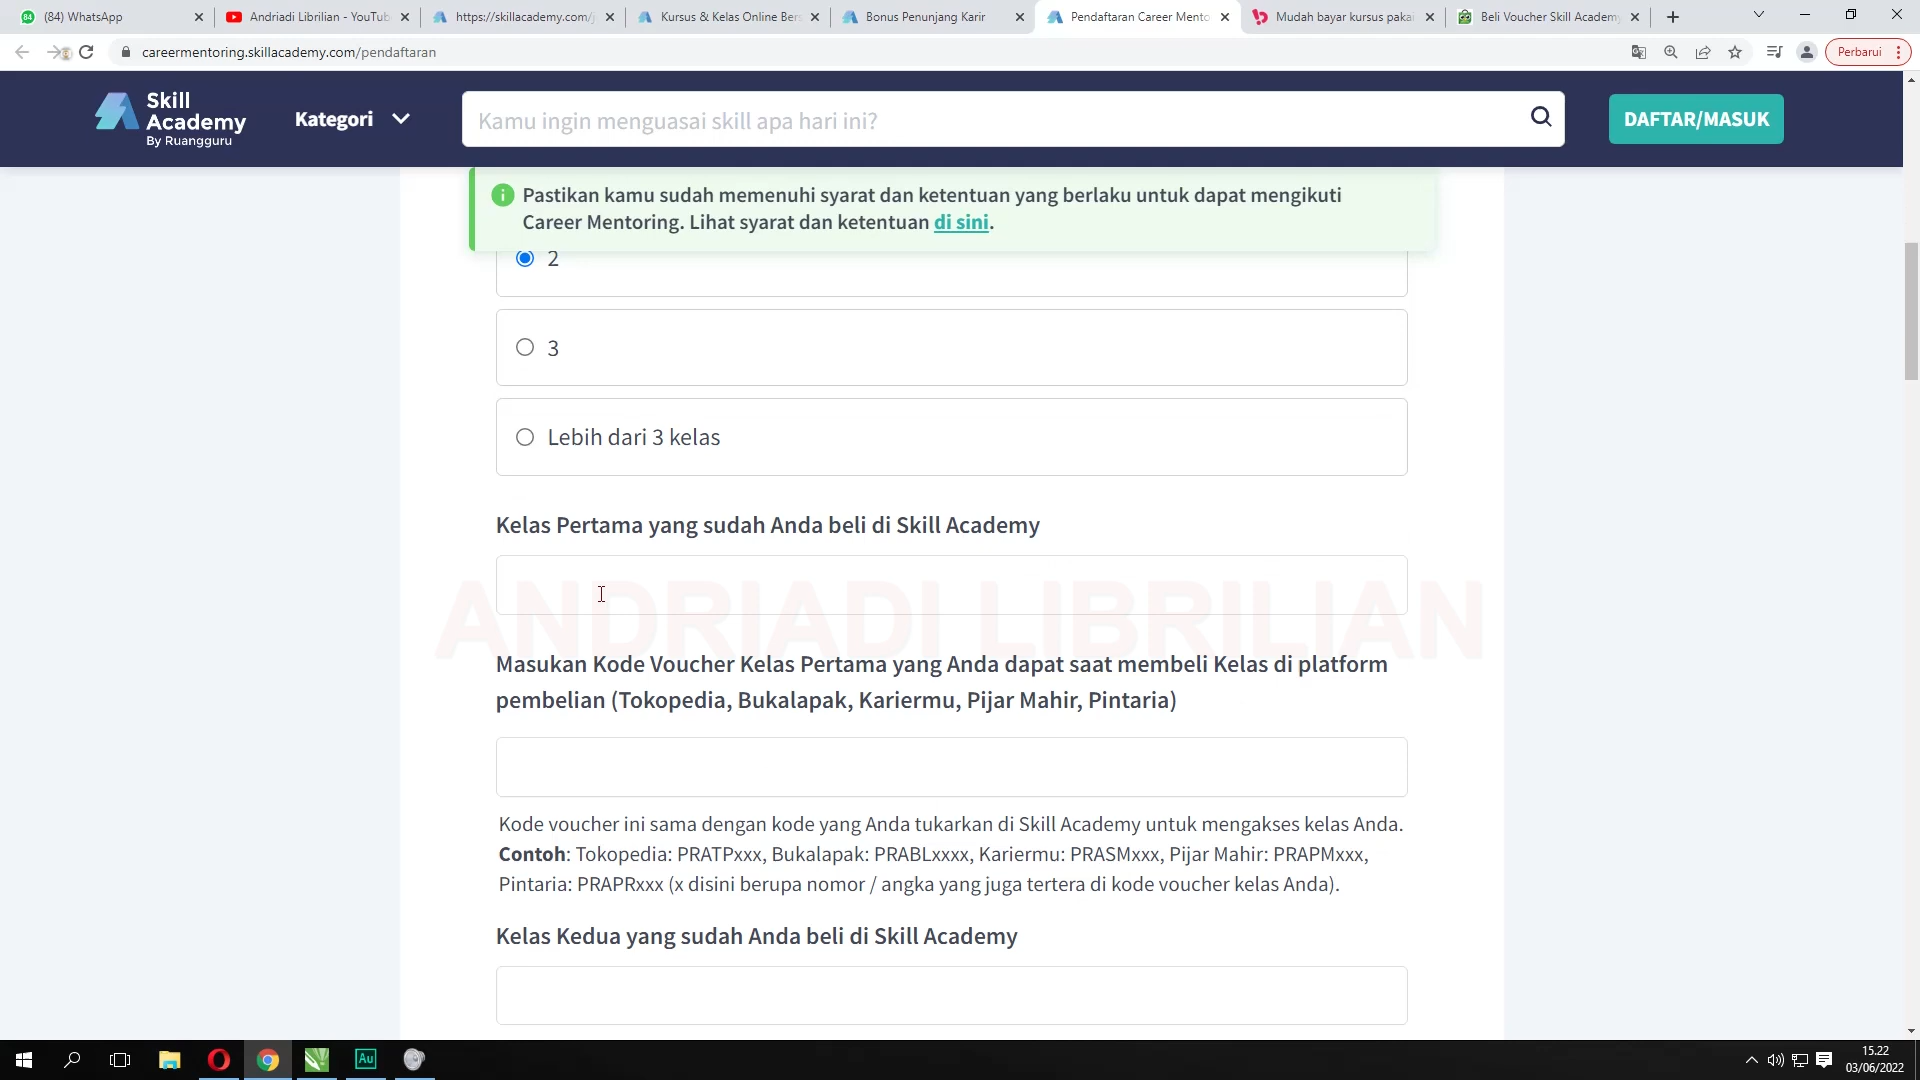 (84) WhatsApp
Andriadi Librilian - YouTub
https://skillacademy.com/j
Kursus & Kelas Online Bers
Bonus Penunjang Karir
Pendaftaran Career Mento
Mudah bayar kursus pakai
Beli Voucher Skill Academy
careermentoring.skillacademy.com/pendaftaran
Perbarui
Skill
Academy
By Ruangguru
Kategori
Kamu ingin menguasai skill apa hari ini?
DAFTAR/MASUK
Pastikan kamu sudah memenuhi syarat dan ketentuan yang berlaku untuk dapat mengikuti
Career Mentoring. Lihat syarat dan ketentuan di sini.
2
3
Lebih dari 3 kelas
Kelas Pertama yang sudah Anda beli di Skill Academy
ANDRIADI LIBRILIAN
Masukan Kode Voucher Kelas Pertama yang Anda dapat saat membeli Kelas di platform
pembelian (Tokopedia, Bukalapak, Kariermu, Pijar Mahir, Pintaria)
Kode voucher ini sama dengan kode yang Anda tukarkan di Skill Academy untuk mengakses kelas Anda.
Contoh: Tokopedia: PRATPxxx, Bukalapak: PRABLxxxx, Kariermu: PRASMxxx, Pijar Mahir: PRAPMxxx,
Pintaria: PRAPRxxx (x disini berupa nomor / angka yang juga tertera di kode voucher kelas Anda).
Kelas Kedua yang sudah Anda beli di Skill Academy
Au
15.22
03/06/2022